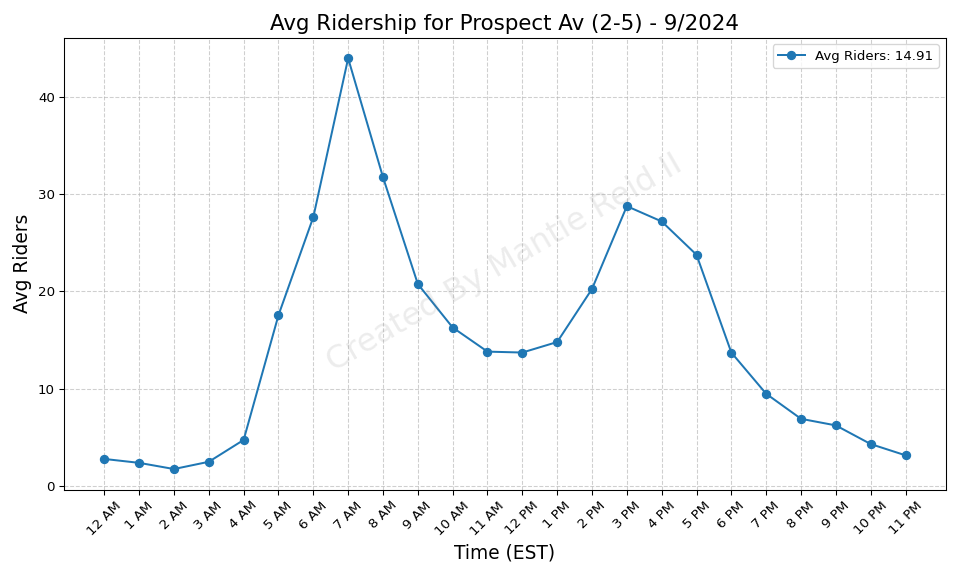 Avg Ridership for Prospect Av (2-5) - 9/2024
Avg Riders: 14.91
Avg Riders
40
30
20
10
0
Created By Mantle Reid II
12 AM
1 AM
2 AM
3 AM
4 AM
5 AM
6 AM
7 AM
8 AM
9 AM
10 AM
11 AM
12 PM
1 PM
2 PM
3 PM
4 PM
5 PM
6 PM
7 PM
8 PM
9 PM
10 PM
11 PM
Time (EST)